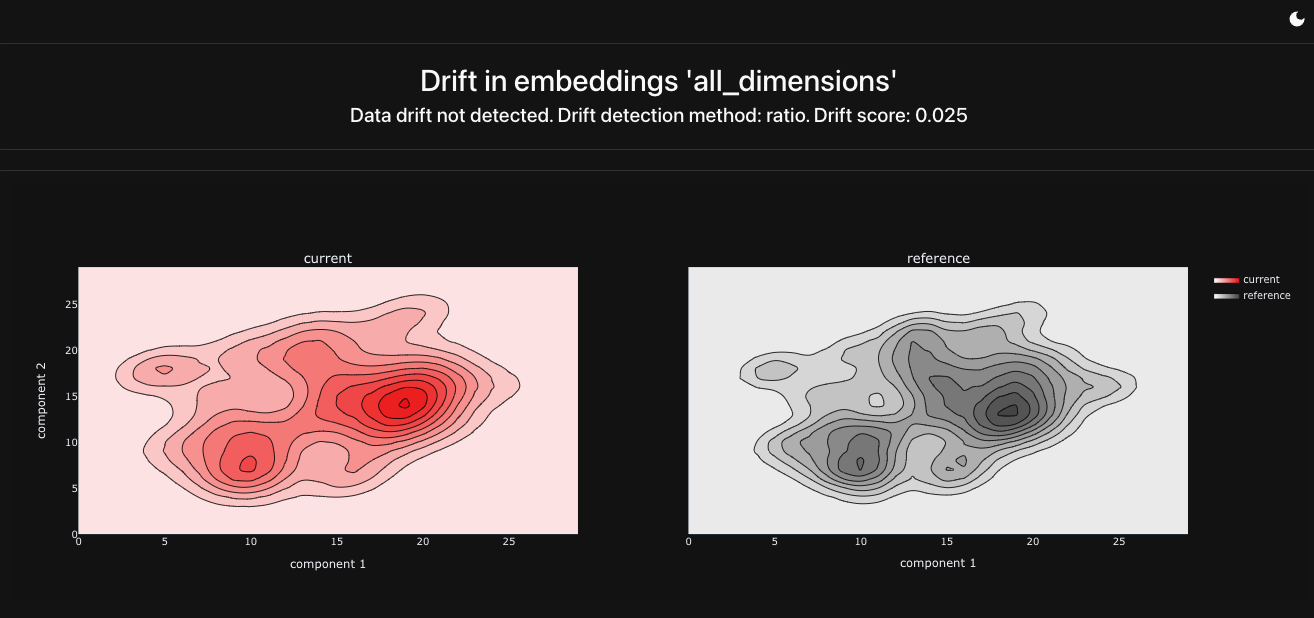 Drift in embeddings 'all_dimensions'
Data drift not detected. Drift detection method: ratio. Drift score: 0.025
current
reference
current
reference
25
20
15
10
5
0
component 2
0 5 10 15 20 25
component 1
0 5 10 15 20 25
component 1